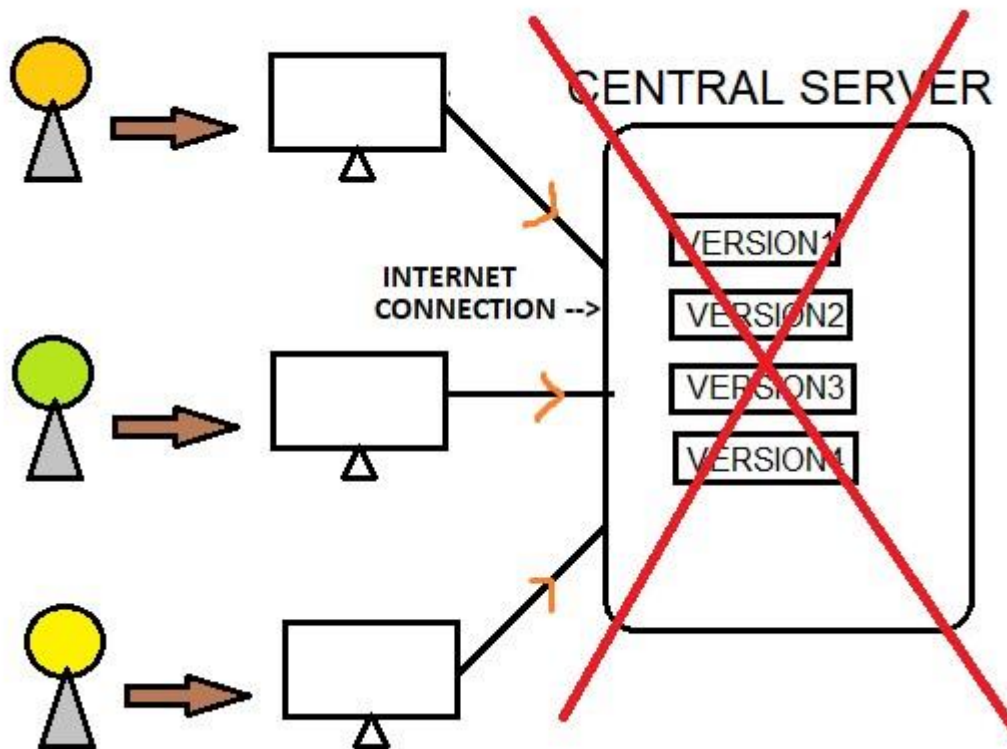 CENTRAL SERVER
VERSION1
INTERNET
CONNECTION -->
VERSION2
VERSION3
VERSION4